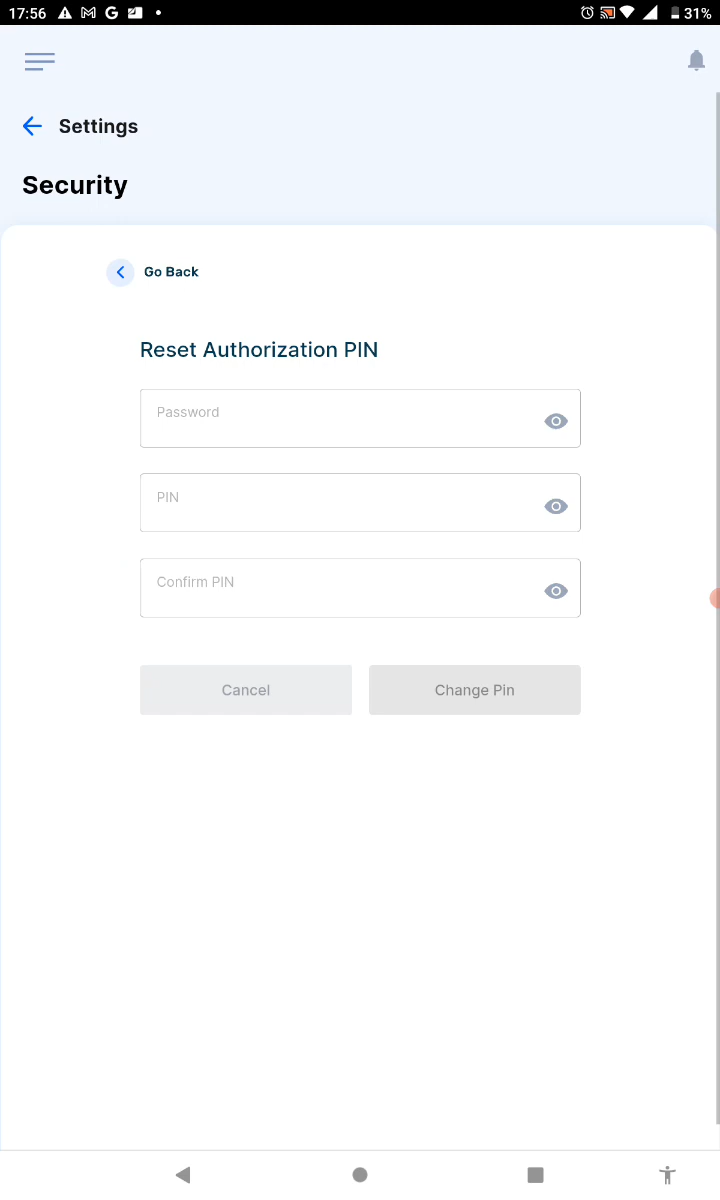 17:56 31%
Settings
Security
Go Back
Reset Authorization PIN
Password
PIN
Confirm PIN
Cancel Change Pin